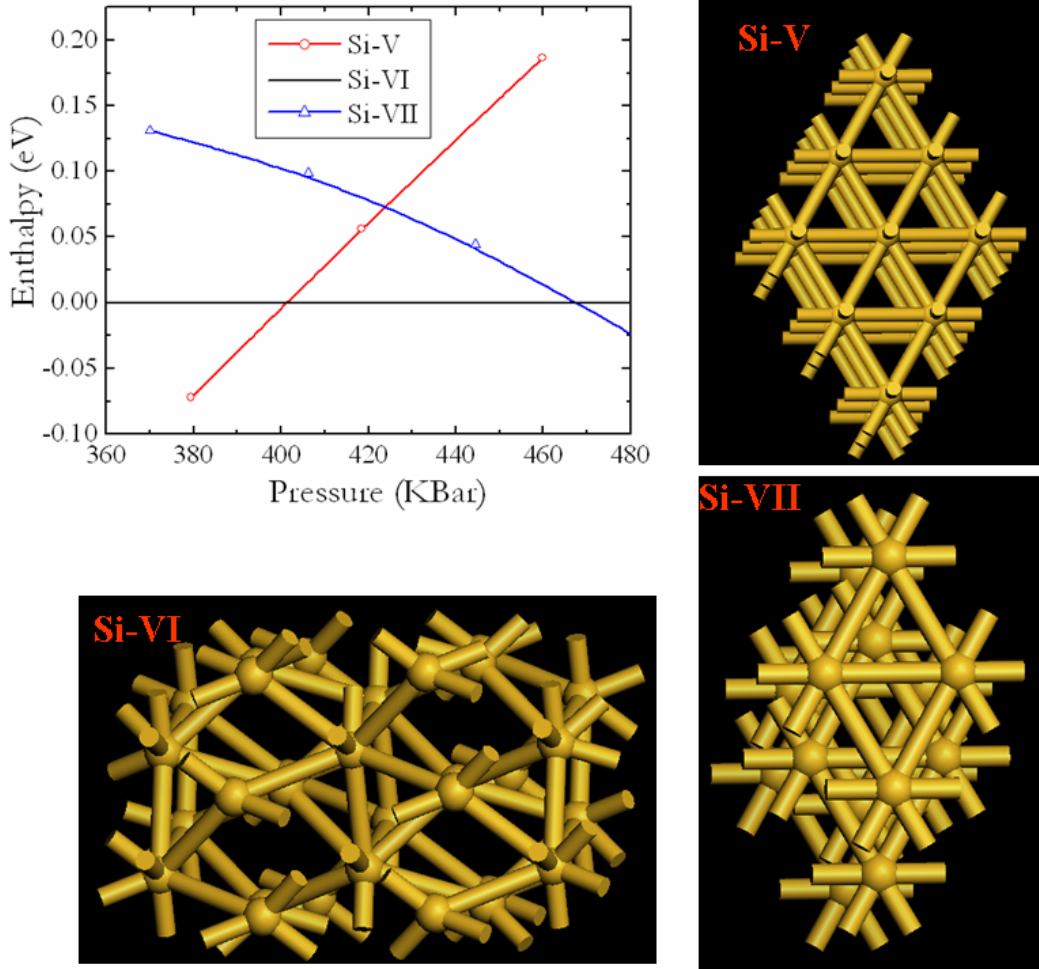 0.20
0.15
0.10
0.05
0.00
-0.05
-0.10
Enthalpy (eV)
Si-V
Si-VI
Si-VII
360 380 400 420 440 460 480
Pressure (KBar)
Si-V
Si-VII
Si-VI